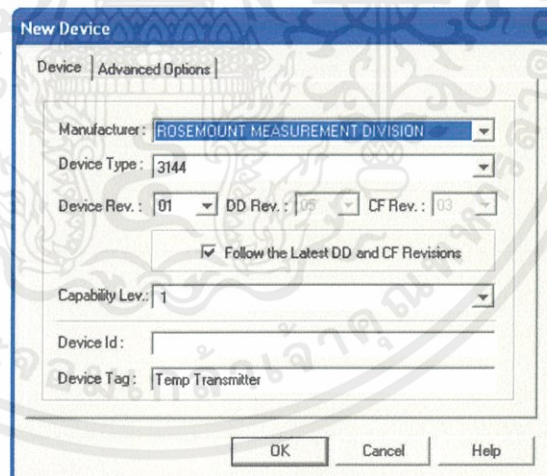 New Device
Device Advanced Options
Manufacturer: ROSEMOUNT MEASUREMENT DIVISION
Device Type: 3144
Device Rev.: 01 DD Rev.: 05 CF Rev.: 03
Follow the Latest DD and CF Revisions
Capability Lev.: 1
Device Id:
Device Tag: Temp Transmitter
OK Cancel Help